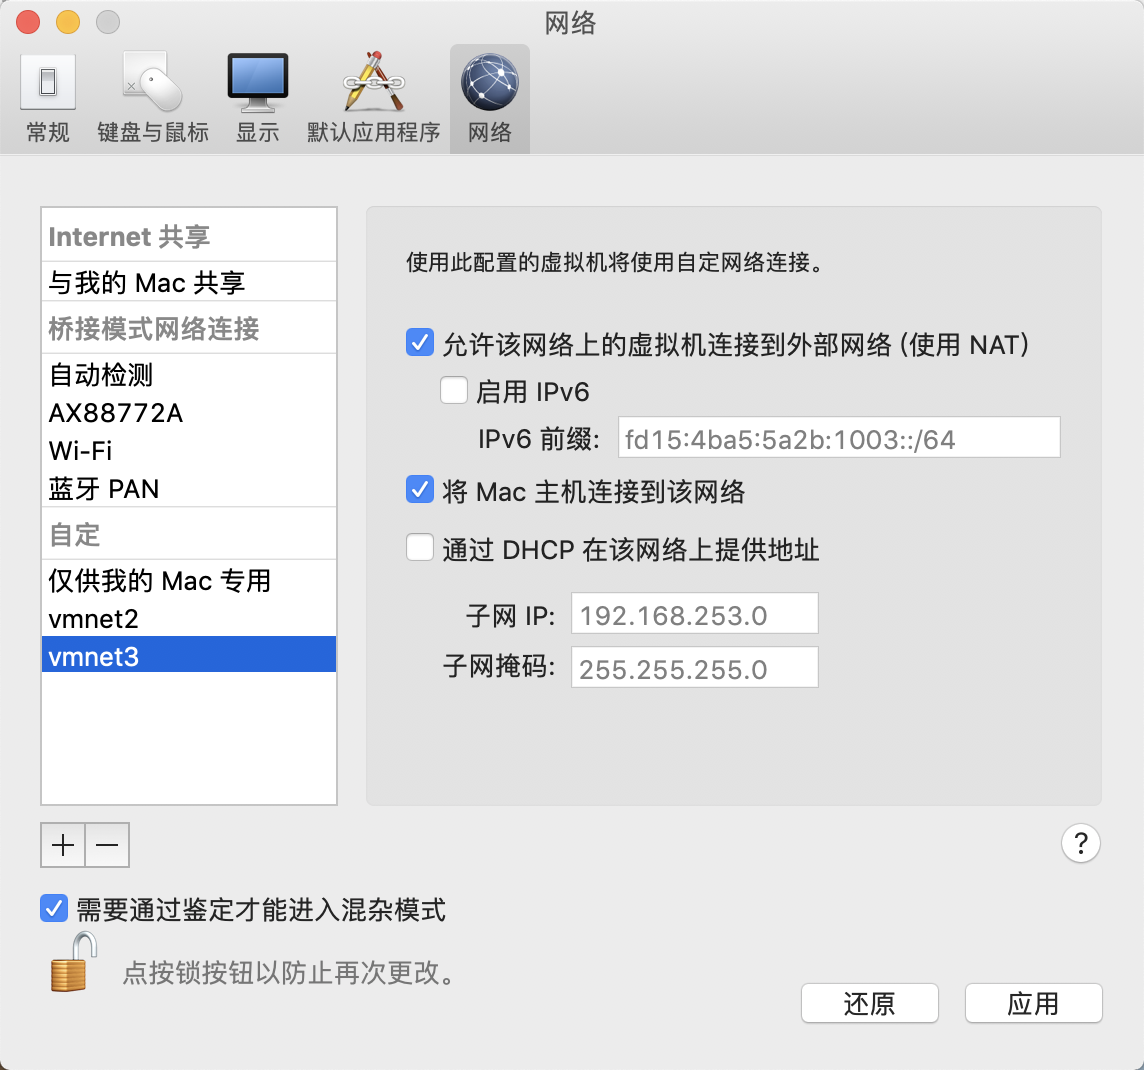 网络
常规 键盘与鼠标 显示 默认应用程序 网络
Internet 共享
与我的 Mac 共享
桥接模式网络连接
自动检测
AX88772A
Wi-Fi
蓝牙 PAN
自定
仅供我的 Mac 专用
vmnet2
vmnet3
使用此配置的虚拟机将使用自定网络连接。
允许该网络上的虚拟机连接到外部网络 (使用 NAT)
启用 IPv6
IPv6 前缀: fd15:4ba5:5a2b:1003::/64
将 Mac 主机连接到该网络
通过 DHCP 在该网络上提供地址
子网 IP: 192.168.253.0
子网掩码: 255.255.255.0
+ −
?
需要通过鉴定才能进入混杂模式
点按锁按钮以防止再次更改。
还原 应用